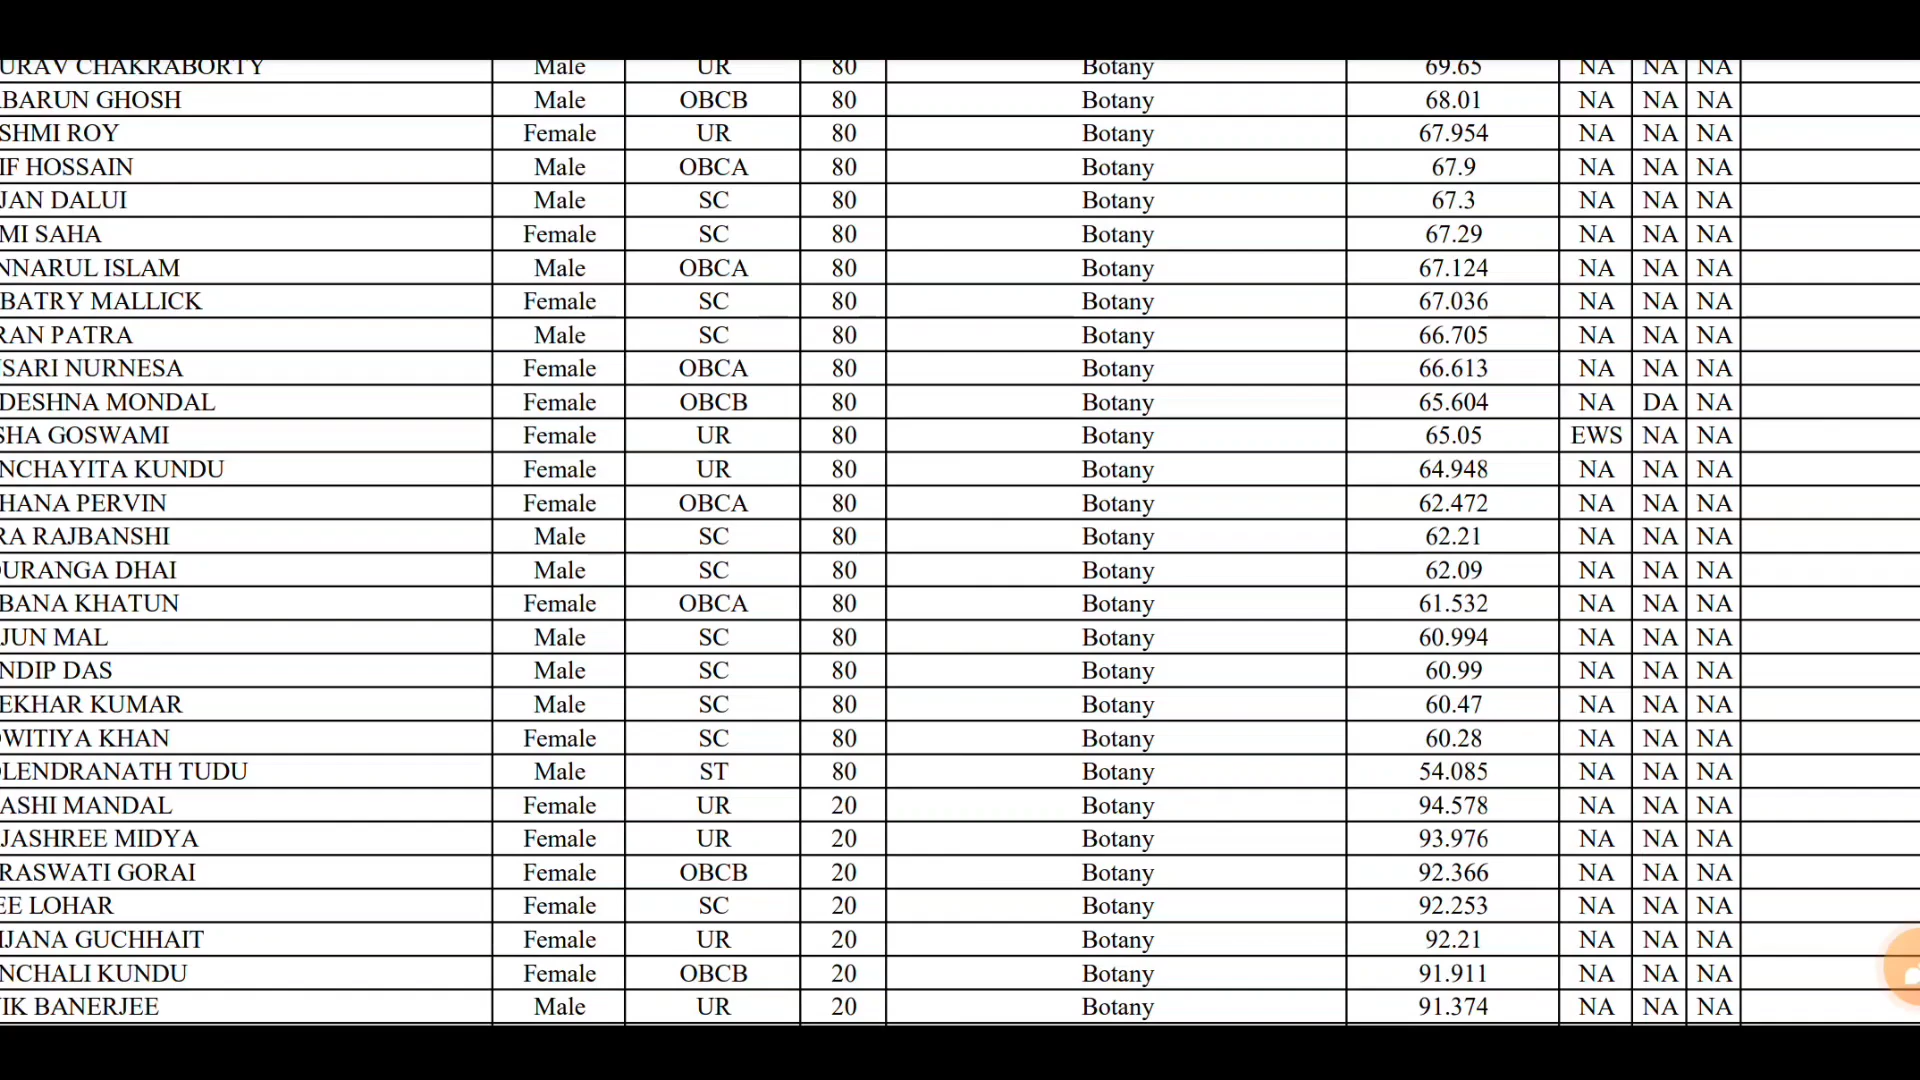 URAV CHAKRABORTY Male UR 80 Botany 69.65 NA NA NA
BARUN GHOSH Male OBCB 80 Botany 68.01 NA NA NA
SHMI ROY Female UR 80 Botany 67.954 NA NA NA
IF HOSSAIN Male OBCA 80 Botany 67.9 NA NA NA
JAN DALUI Male SC 80 Botany 67.3 NA NA NA
MI SAHA Female SC 80 Botany 67.29 NA NA NA
NNARUL ISLAM Male OBCA 80 Botany 67.124 NA NA NA
BATRY MALLICK Female SC 80 Botany 67.036 NA NA NA
RAN PATRA Male SC 80 Botany 66.705 NA NA NA
SARI NURNESA Female OBCA 80 Botany 66.613 NA NA NA
DESHNA MONDAL Female OBCB 80 Botany 65.604 NA DA NA
SHA GOSWAMI Female UR 80 Botany 65.05 EWS NA NA
NCHAYITA KUNDU Female UR 80 Botany 64.948 NA NA NA
HANA PERVIN Female OBCA 80 Botany 62.472 NA NA NA
RA RAJBANSHI Male SC 80 Botany 62.21 NA NA NA
URANGA DHAI Male SC 80 Botany 62.09 NA NA NA
BANA KHATUN Female OBCA 80 Botany 61.532 NA NA NA
JUN MAL Male SC 80 Botany 60.994 NA NA NA
NDIP DAS Male SC 80 Botany 60.99 NA NA NA
EKHAR KUMAR Male SC 80 Botany 60.47 NA NA NA
WITIYA KHAN Female SC 80 Botany 60.28 NA NA NA
LENDRANATH TUDU Male ST 80 Botany 54.085 NA NA NA
ASHI MANDAL Female UR 20 Botany 94.578 NA NA NA
JASHREE MIDYA Female UR 20 Botany 93.976 NA NA NA
RASWATI GORAI Female OBCB 20 Botany 92.366 NA NA NA
EE LOHAR Female SC 20 Botany 92.253 NA NA NA
IJANA GUCHHAIT Female UR 20 Botany 92.21 NA NA NA
NCHALI KUNDU Female OBCB 20 Botany 91.911 NA NA NA
IK BANERJEE Male UR 20 Botany 91.374 NA NA NA